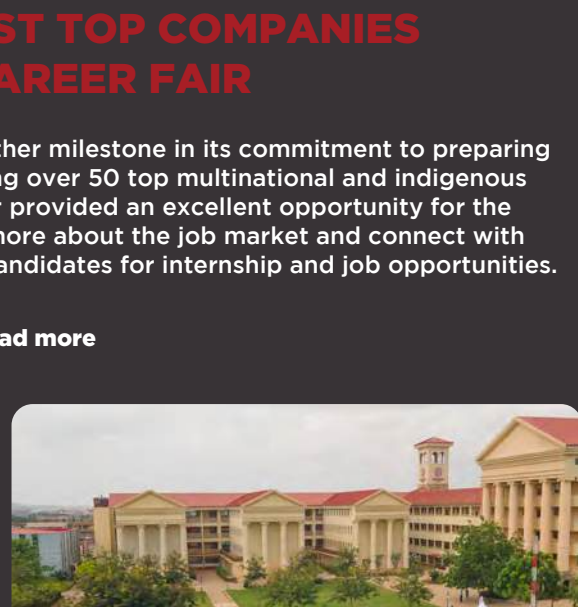 ST TOP COMPANIES
AREER FAIR
ther milestone in its commitment to preparing
ng over 50 top multinational and indigenous
r provided an excellent opportunity for the
more about the job market and connect with
andidates for internship and job opportunities.
ad more